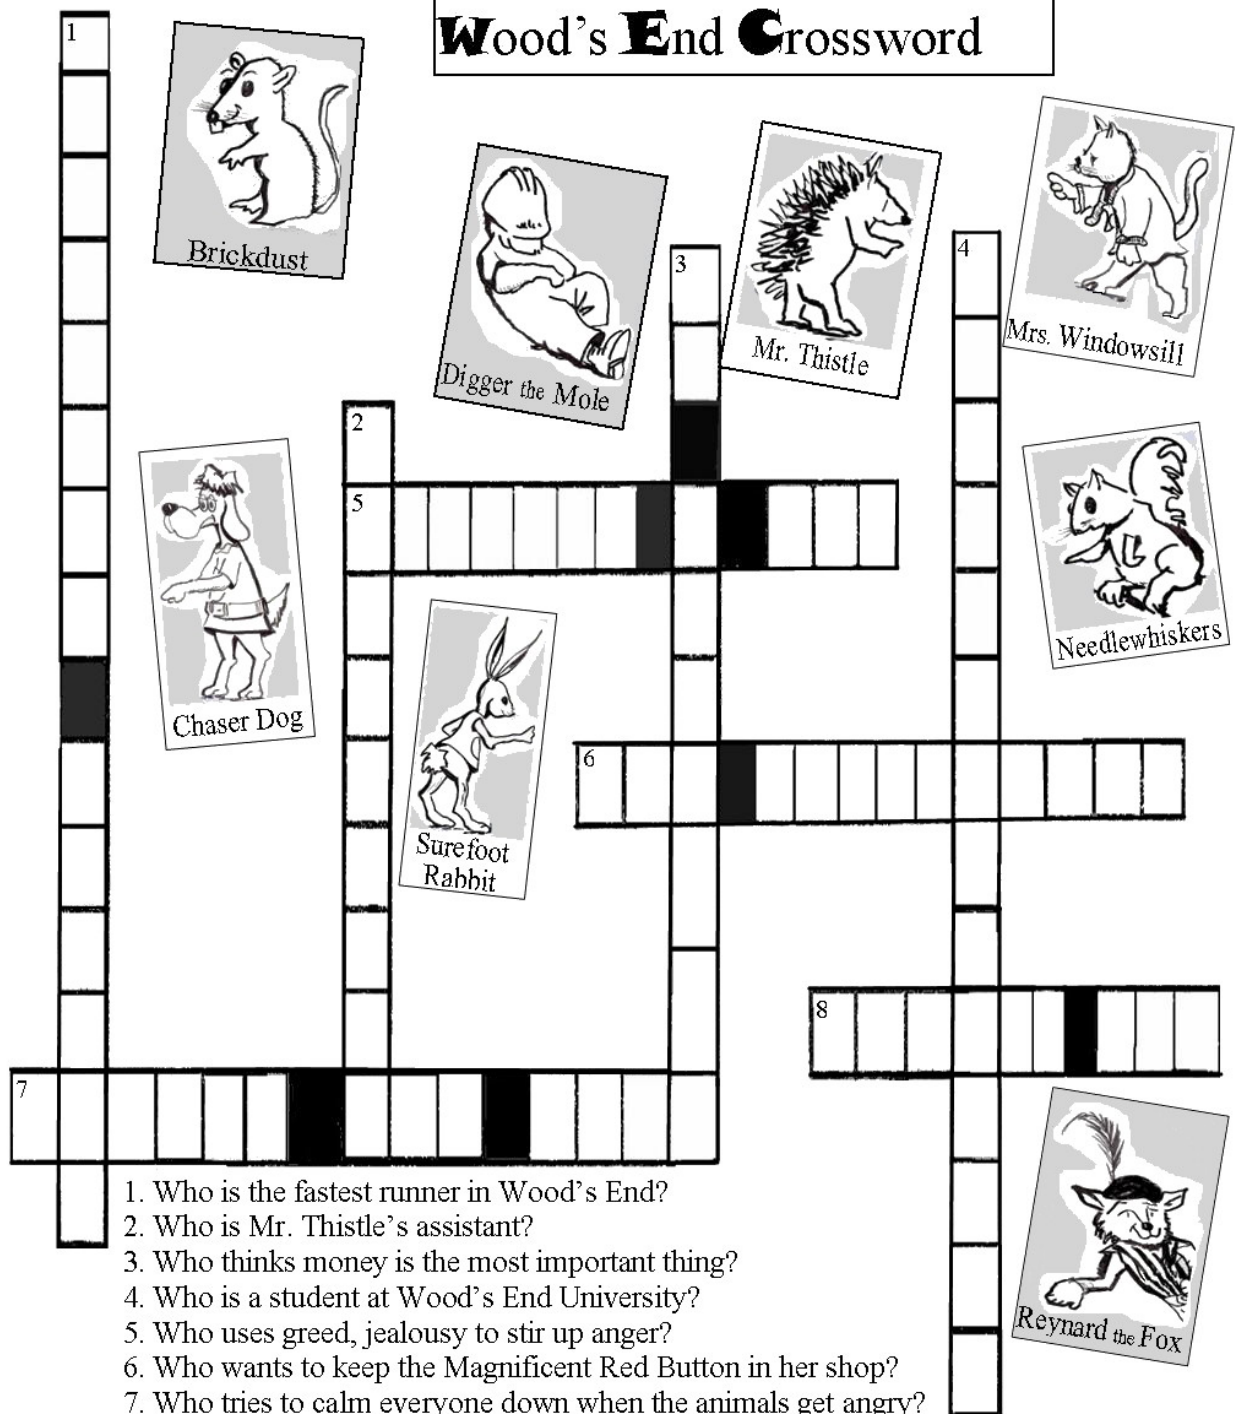 Wood's End Crossword
1
Brickdust
Digger the Mole
3
Mr. Thistle
4
Mrs. Windowsill
2
5
Chaser Dog
Surefoot
Rabbit
Needlewhiskers
6
8
7
Reynard the Fox
1. Who is the fastest runner in Wood's End?
2. Who is Mr. Thistle's assistant?
3. Who thinks money is the most important thing?
4. Who is a student at Wood's End University?
5. Who uses greed, jealousy to stir up anger?
6. Who wants to keep the Magnificent Red Button in her shop?
7. Who tries to calm everyone down when the animals get angry?